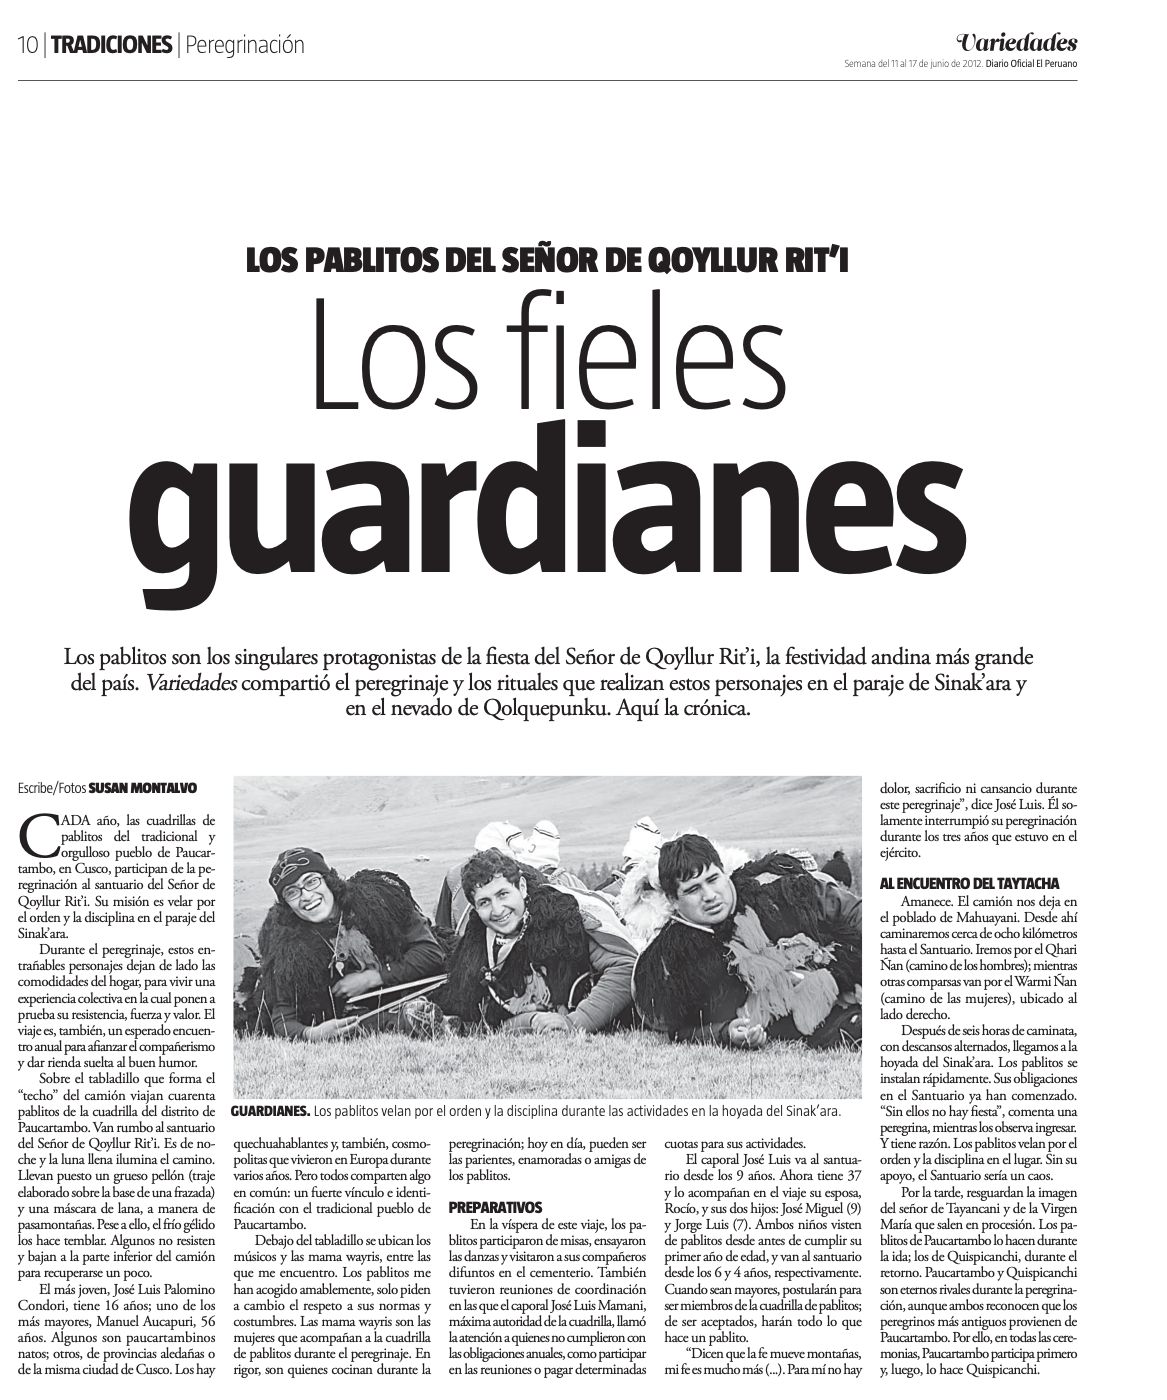 10 | TRADICIONES | Peregrinación
Variedades
Semana del 11 al 17 de junio de 2012. Diario Oficial El Peruano
LOS PABLITOS DEL SEÑOR DE QOYLLUR RIT’I
Los fieles
guardianes
Los pablitos son los singulares protagonistas de la fiesta del Señor de Qoyllur Rit’i, la festividad andina más grande
del país. Variedades compartió el peregrinaje y los rituales que realizan estos personajes en el paraje de Sinak’ara y
en el nevado de Qolquepunku. Aquí la crónica.
Escribe/Fotos SUSAN MONTALVO
CADA año, las cuadrillas de
pablitos del tradicional y
orgulloso pueblo de Paucar-
tambo, en Cusco, participan de la pe-
regrinación al santuario del Señor de
Qoyllur Rit’i. Su misión es velar por
el orden y la disciplina en el paraje del
Sinak’ara.
Durante el peregrinaje, estos en-
trañables personajes dejan de lado las
comodidades del hogar, para vivir una
experiencia colectiva en la cual ponen a
prueba su resistencia, fuerza y valor. El
viaje es, también, un esperado encuen-
tro anual para afianzar el compañerismo
y dar rienda suelta al buen humor.
Sobre el tabladillo que forma el
“techo” del camión viajan cuarenta
pablitos de la cuadrilla del distrito de
Paucartambo. Van rumbo al santuario
del Señor de Qoyllur Rit’i. Es de no-
che y la luna llena ilumina el camino.
Llevan puesto un grueso pellón (traje
elaborado sobre la base de una frazada)
y una máscara de lana, a manera de
pasamontañas. Pese a ello, el frío gélido
los hace temblar. Algunos no resisten
y bajan a la parte inferior del camión
para recuperarse un poco.
El más joven, José Luis Palomino
Condori, tiene 16 años; uno de los
más mayores, Manuel Aucapuri, 56
años. Algunos son paucartambinos
natos; otros, de provincias aledañas o
de la misma ciudad de Cusco. Los hay
GUARDIANES. Los pablitos velan por el orden y la disciplina durante las actividades en la hoyada del Sinak’ara.
quechuahablantes y, también, cosmo-
politas que vivieron en Europa durante
varios años. Pero todos comparten algo
en común: un fuerte vínculo e identi-
ficación con el tradicional pueblo de
Paucartambo.
Debajo del tabladillo se ubican los
músicos y las mama wayris, entre las
que me encuentro. Los pablitos me
han acogido amablemente, solo piden
a cambio el respeto a sus normas y
costumbres. Las mama wayris son las
mujeres que acompañan a la cuadrilla
de pablitos durante el peregrinaje. En
rigor, son quienes cocinan durante la
peregrinación; hoy en día, pueden ser
las parientes, enamoradas o amigas de
los pablitos.
PREPARATIVOS
En la víspera de este viaje, los pa-
blitos participaron de misas, ensayaron
las danzas y visitaron a sus compañeros
difuntos en el cementerio. También
tuvieron reuniones de coordinación
en las que el caporal José Luis Mamani,
máxima autoridad de la cuadrilla, llamó
la atención a quienes no cumplieron con
las obligaciones anuales, como participar
en las reuniones o pagar determinadas
cuotas para sus actividades.
El caporal José Luis va al santua-
rio desde los 9 años. Ahora tiene 37
y lo acompañan en el viaje su esposa,
Rocío, y sus dos hijos: José Miguel (9)
y Jorge Luis (7). Ambos niños visten
de pablitos desde antes de cumplir su
primer año de edad, y van al santuario
desde los 6 y 4 años, respectivamente.
Cuando sean mayores, postularán para
ser miembros de la cuadrilla de pablitos;
de ser aceptados, harán todo lo que
hace un pablito.
“Dicen que la fe mueve montañas,
mi fe es mucho más (...). Para mí no hay
dolor, sacrificio ni cansancio durante
este peregrinaje”, dice José Luis. Él so-
lamente interrumpió su peregrinación
durante los tres años que estuvo en el
ejército.
AL ENCUENTRO DEL TAYTACHA
Amanece. El camión nos deja en
el poblado de Mahuayani. Desde ahí
caminaremos cerca de ocho kilómetros
hasta el Santuario. Iremos por el Qhari
Ñan (camino de los hombres); mientras
otras comparsas van por el Warmi Ñan
(camino de las mujeres), ubicado al
lado derecho.
Después de seis horas de caminata,
con descansos alternados, llegamos a la
hoyada del Sinak’ara. Los pablitos se
instalan rápidamente. Sus obligaciones
en el Santuario ya han comenzado.
“Sin ellos no hay fiesta”, comenta una
peregrina, mientras los observa ingresar.
Y tiene razón. Los pablitos velan por el
orden y la disciplina en el lugar. Sin su
apoyo, el Santuario sería un caos.
Por la tarde, resguardan la imagen
del señor de Tayancani y de la Virgen
María que salen en procesión. Los pa-
blitos de Paucartambo lo hacen durante
la ida; los de Quispicanchi, durante el
retorno. Paucartambo y Quispicanchi
son eternos rivales durante la peregrina-
ción, aunque ambos reconocen que los
peregrinos más antiguos provienen de
Paucartambo. Por ello, en todas las cere-
monias, Paucartambo participa primero
y, luego, lo hace Quispicanchi.